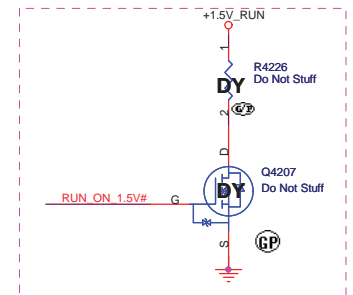 +1.5V_RUN
1
R4226
Do Not Stuff
DY
2
G/P
D
Q4207
Do Not Stuff
DY
RUN_ON_1.5V#
G
S
GP